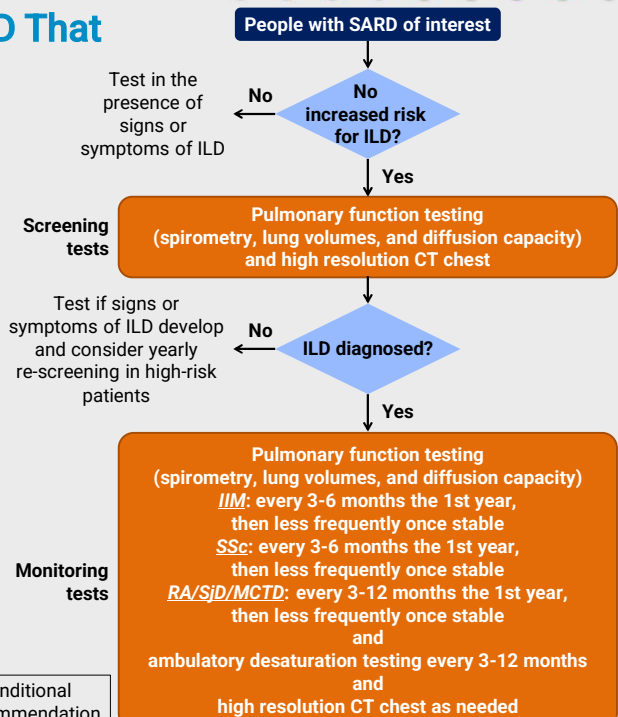 D That
People with SARD of interest
Test in the
presence of
signs or
symptoms of ILD
No
No
increased risk
for ILD?
Yes
Screening
tests
Pulmonary function testing
(spirometry, lung volumes, and diffusion capacity)
and high resolution CT chest
Test if signs or
symptoms of ILD develop
and consider yearly
re-screening in high-risk
patients
No
ILD diagnosed?
Yes
Monitoring
tests
Pulmonary function testing
(spirometry, lung volumes, and diffusion capacity)
IIM: every 3-6 months the 1st year,
then less frequently once stable
SSc: every 3-6 months the 1st year,
then less frequently once stable
RA/SjD/MCTD: every 3-12 months the 1st year,
then less frequently once stable
and
ambulatory desaturation testing every 3-12 months
and
high resolution CT chest as needed
nditional
mmendation